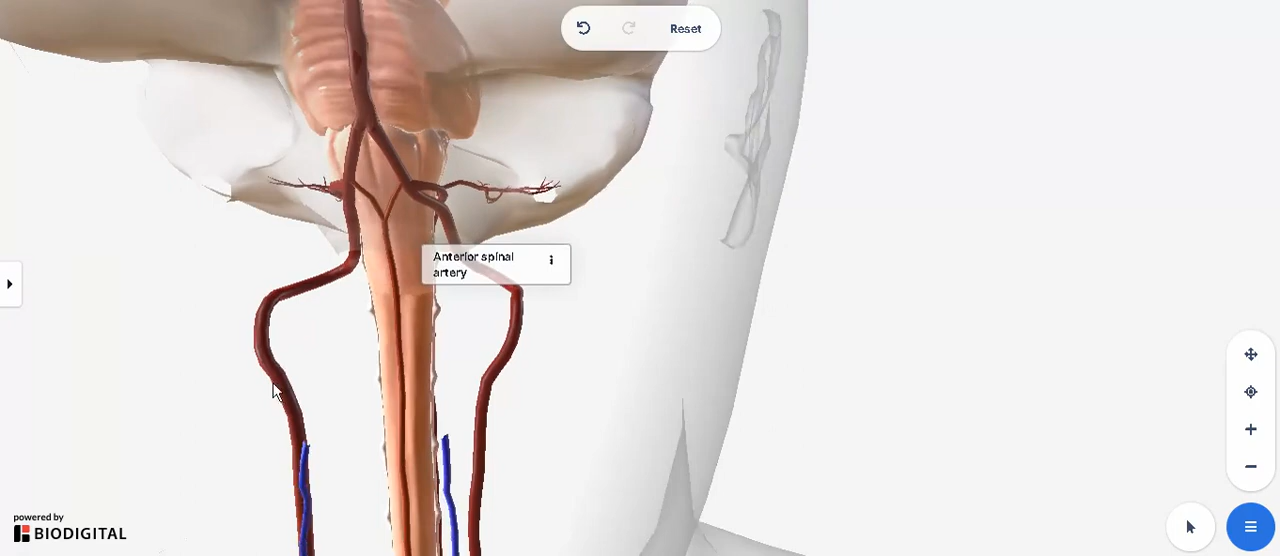 Reset
Anterior spinal
artery
powered by
BIODIGITAL